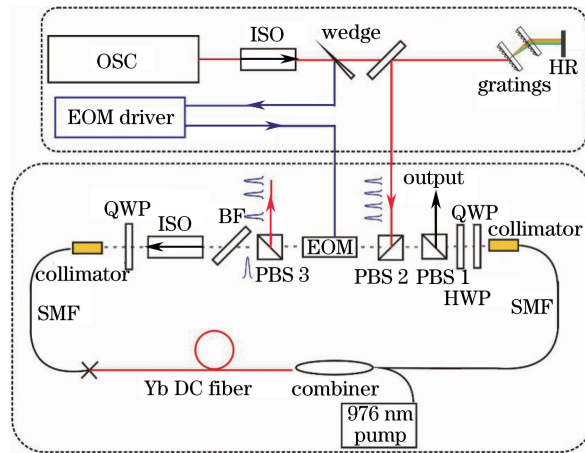 OSC
ISO
wedge
gratings
HR
EOM driver
output
QWP
ISO
BF
PBS 3
EOM
PBS 2
PBS 1
QWP
HWP
collimator
collimator
SMF
SMF
Yb DC fiber
combiner
976 nm
pump